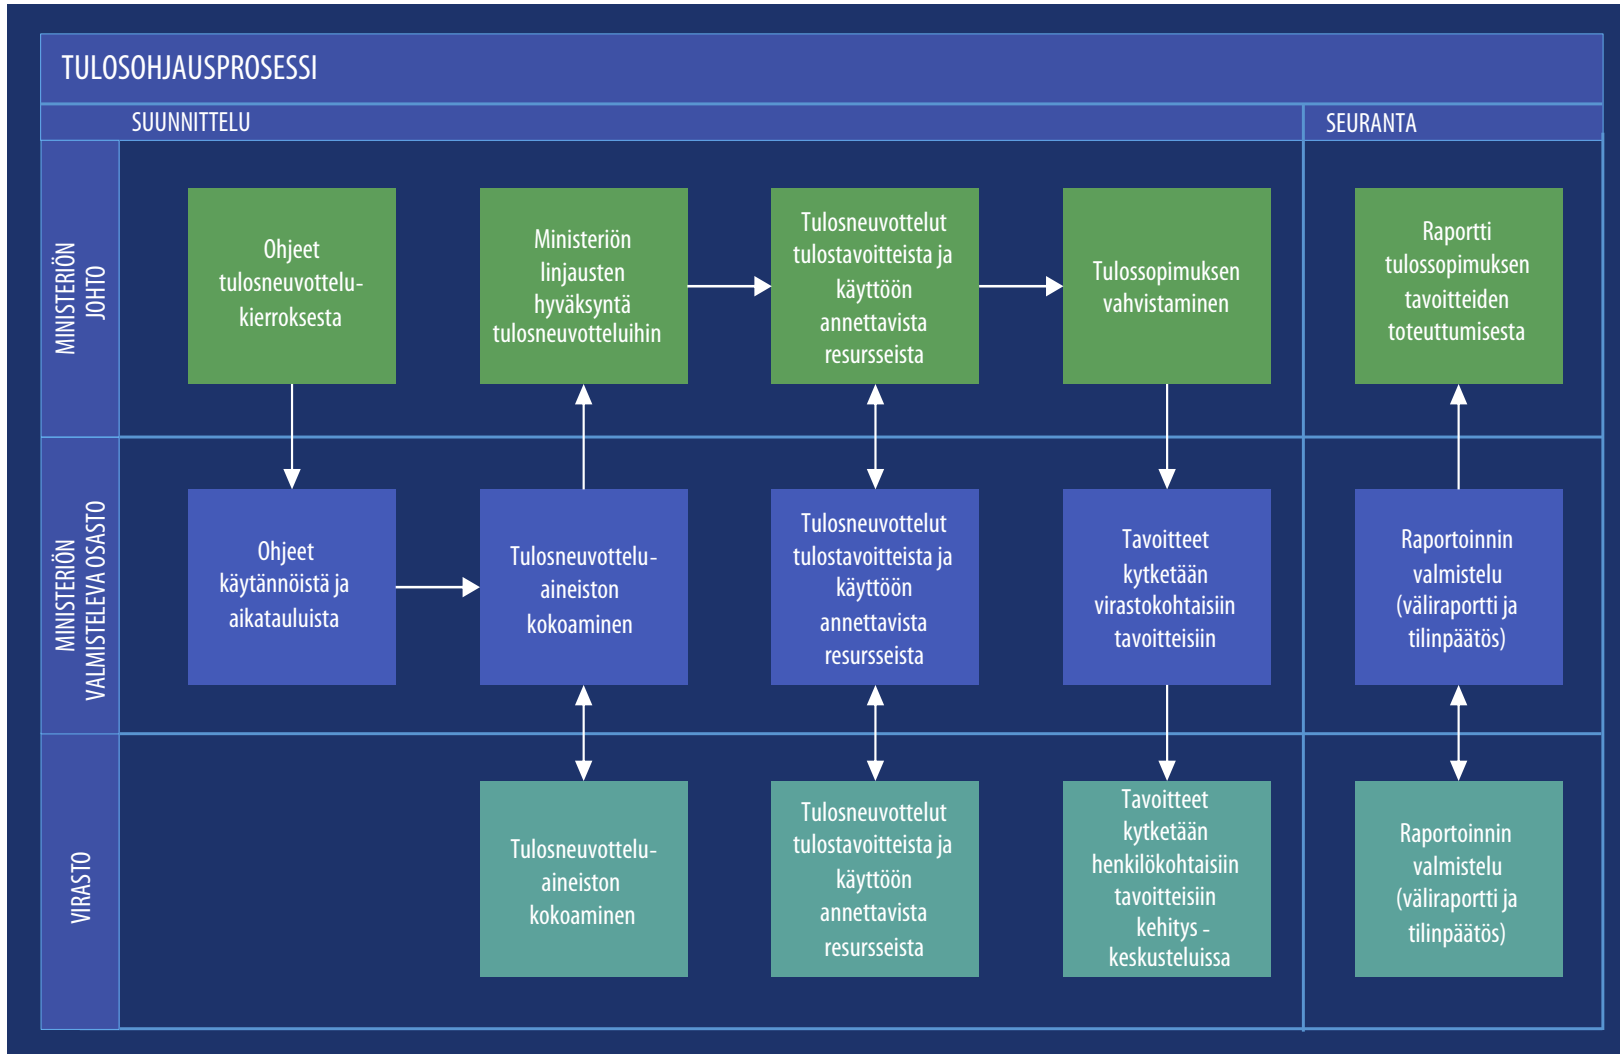 TULOSOHJAUSPROSESSI
SUUNNITTELU
SEURANTA
MINISTERIÖN
JOHTO
Ohjeet
tulosneuvottelu-
kierroksesta
Ministeriön
linjausten
hyväksyntä
tulosneuvotteluihin
Tulosneuvottelut
tulostavoitteista ja
käyttöön
annettavista
resursseista
Tulossopimuksen
vahvistaminen
Raportti
tulossopimuksen
tavoitteiden
toteuttumisesta
MINISTERIÖN
VALMISTELEVA OSASTO
Ohjeet
käytännöistä ja
aikatauluista
Tulosneuvottelu-
aineiston
kokoaminen
Tulosneuvottelut
tulostavoitteista ja
käyttöön
annettavista
resursseista
Tavoitteet
kytketään
virastokohtaisiin
tavoitteisiin
Raportoinnin
valmistelu
(väliraportti ja
tilinpäätös)
VIRASTO
Tulosneuvottelu-
aineiston
kokoaminen
Tulosneuvottelut
tulostavoitteista ja
käyttöön
annettavista
resursseista
Tavoitteet
kytketään
henkilökohtaisiin
tavoitteisiin
kehitys -
keskusteluissa
Raportoinnin
valmistelu
(väliraportti ja
tilinpäätös)